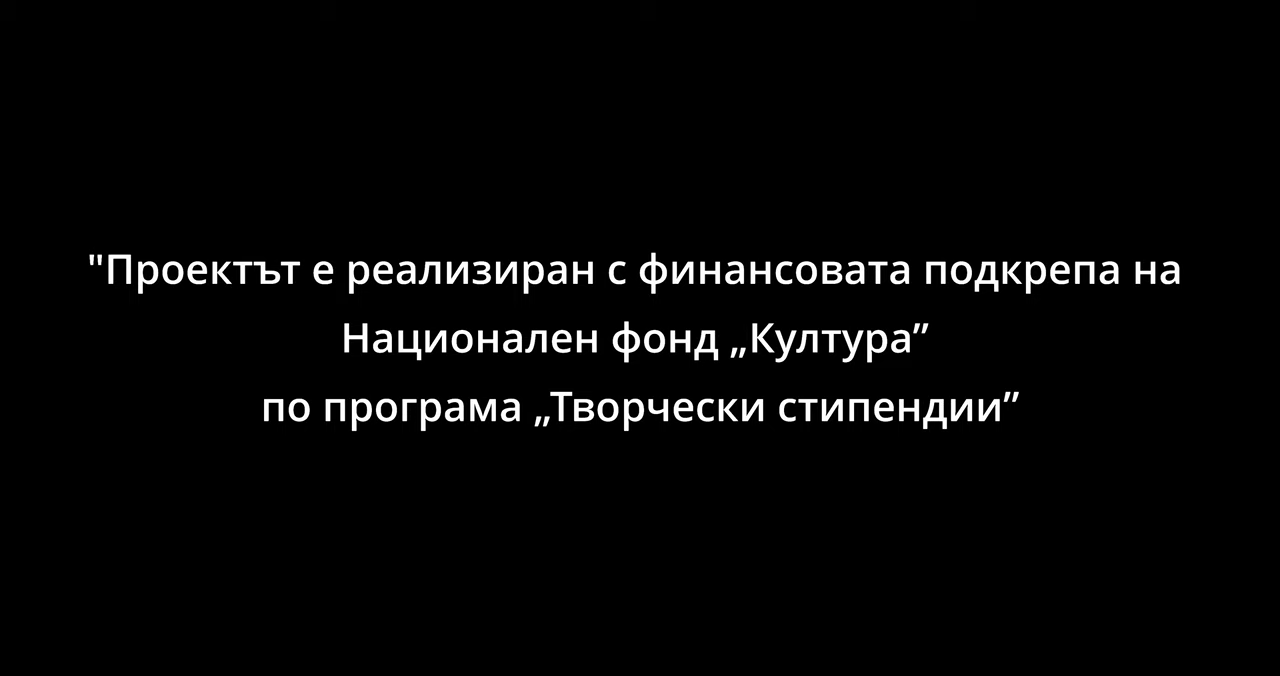 "Проектът е реализиран с финансовата подкрепа на
Национален фонд „Култура”
по програма „Творчески стипендии”